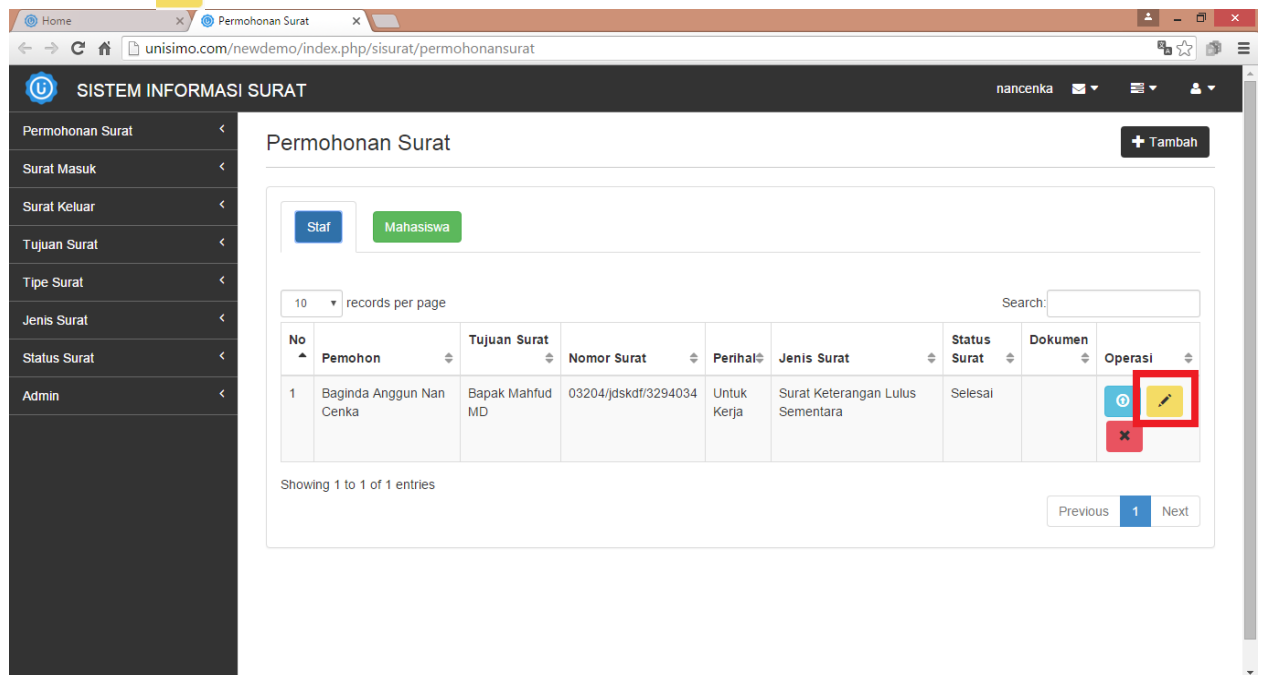 Home
Permohonan Surat
unisimo.com/newdemo/index.php/sisurat/permohonansurat
SISTEM INFORMASI SURAT
nancenka
Permohonan Surat
Surat Masuk
Surat Keluar
Tujuan Surat
Tipe Surat
Jenis Surat
Status Surat
Admin
Permohonan Surat
Tambah
Staf
Mahasiswa
10 records per page
Search:
No
Pemohon
Tujuan Surat
Nomor Surat
Perihal
Jenis Surat
Status
Surat
Dokumen
Operasi
1
Baginda Anggun Nan
Cenka
Bapak Mahfud
MD
03204/jdskdf/3294034
Untuk
Kerja
Surat Keterangan Lulus
Sementara
Selesai
Showing 1 to 1 of 1 entries
Previous 1 Next